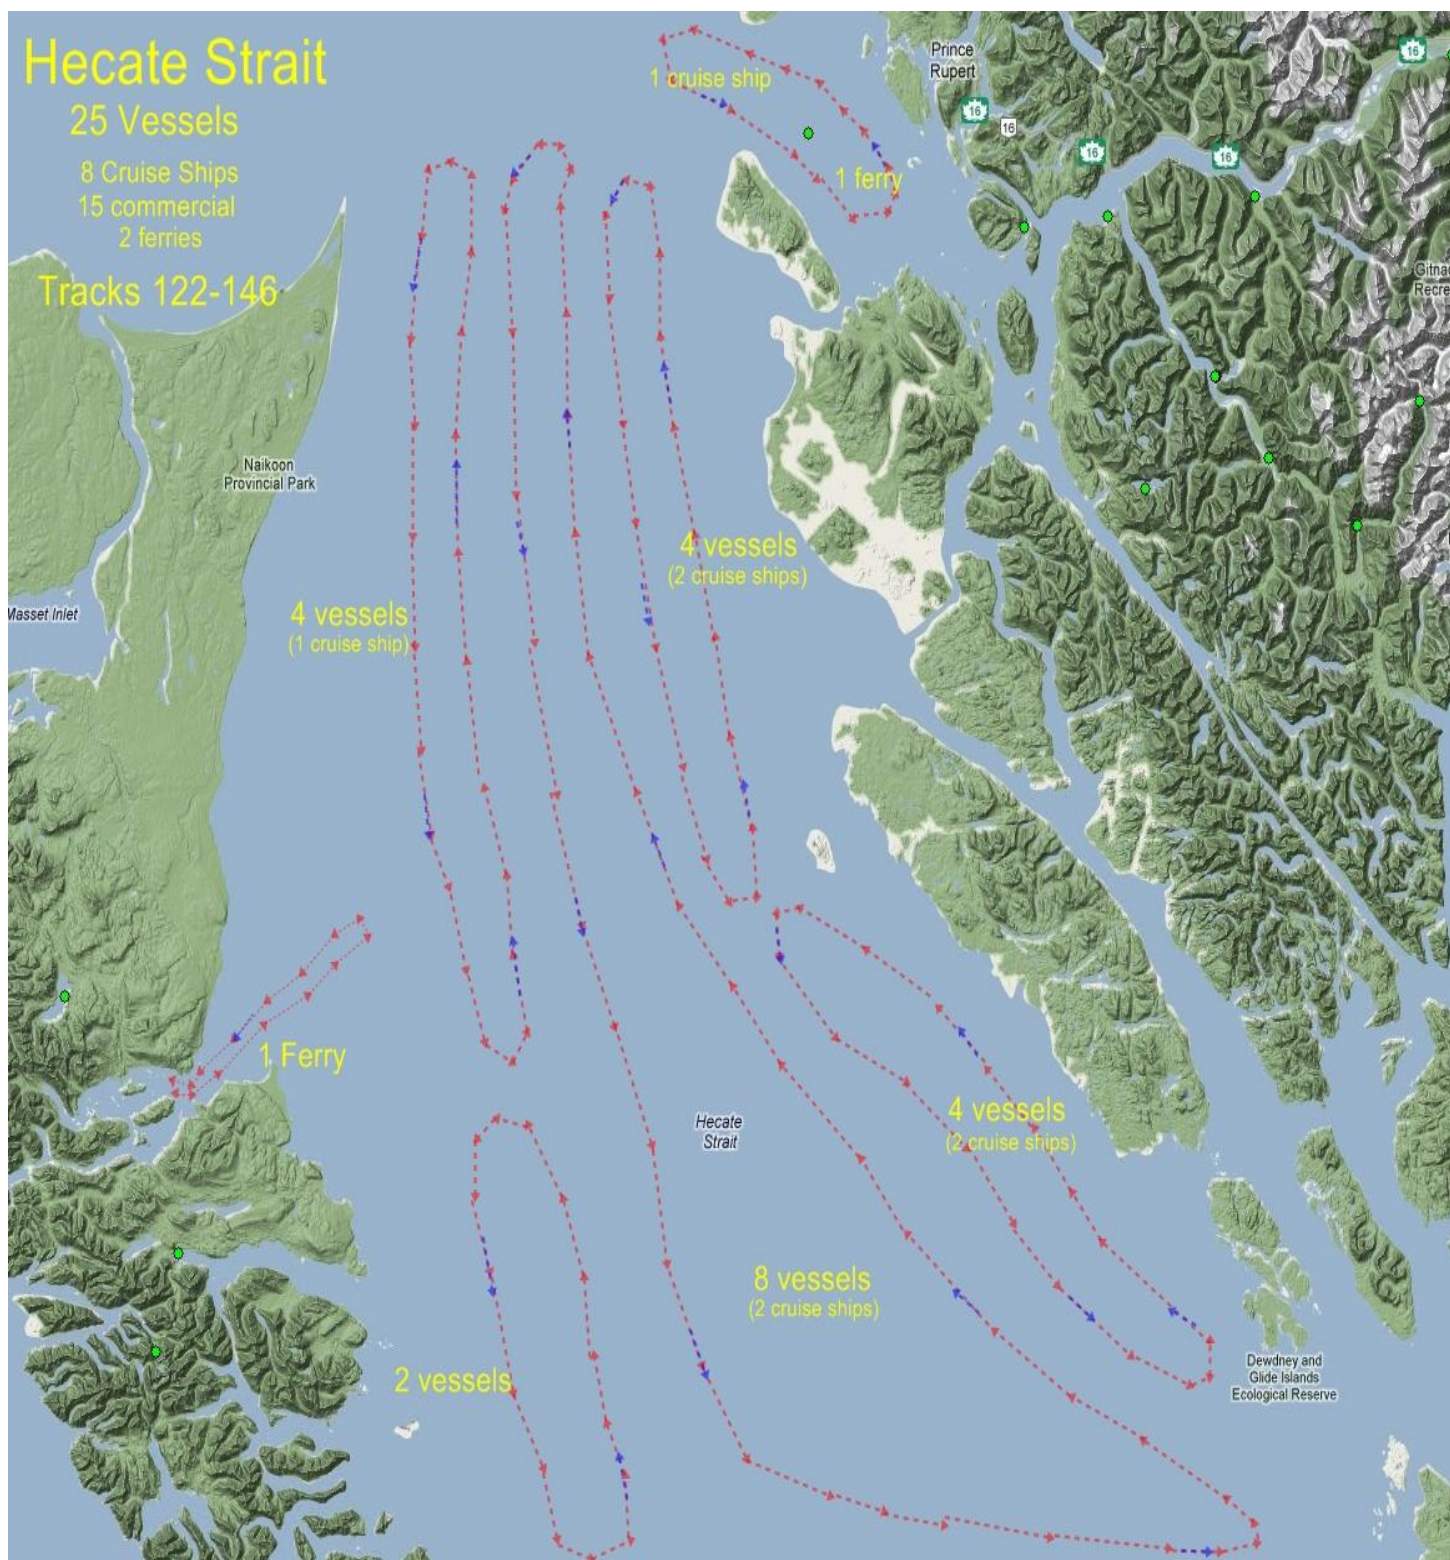 Hecate Strait
25 Vessels
8 Cruise Ships
15 commercial
2 ferries
Tracks 122-146
1 cruise ship
Prince
Rupert
16
16
16
16
16
1 ferry
Naikoon
Provincial Park
Masset Inlet
4 vessels
(1 cruise ship)
4 vessels
(2 cruise ships)
1 Ferry
Hecate
Strait
4 vessels
(2 cruise ships)
8 vessels
(2 cruise ships)
2 vessels
Dewdney and
Glide Islands
Ecological Reserve